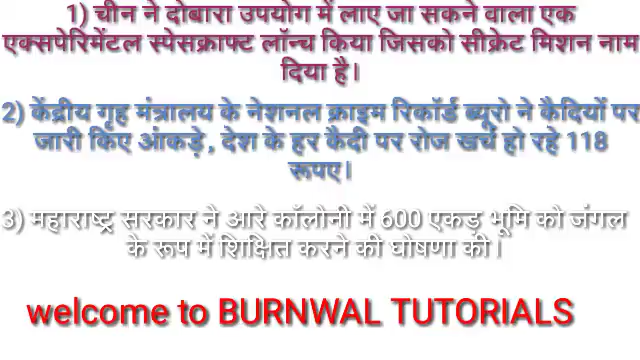 1) चीन ने दोबारा उपयोग में लाए जा सकने वाला एक
एक्सपेरिमेंटल स्पेसक्राफ्ट लॉन्च किया जिसको सीक्रेट मिशन नाम
दिया है।
2) केंद्रीय गृह मंत्रालय के नेशनल क्राइम रिकॉर्ड ब्यूरो ने कैदियों पर
जारी किए आंकड़े, देश के हर कैदी पर रोज खर्च हो रहे 118
रूपए।
3) महाराष्ट्र सरकार ने आरे कॉलोनी में 600 एकड़ भूमि को जंगल
के रूप में शिक्षित करने की घोषणा की।
welcome to BURNWAL TUTORIALS